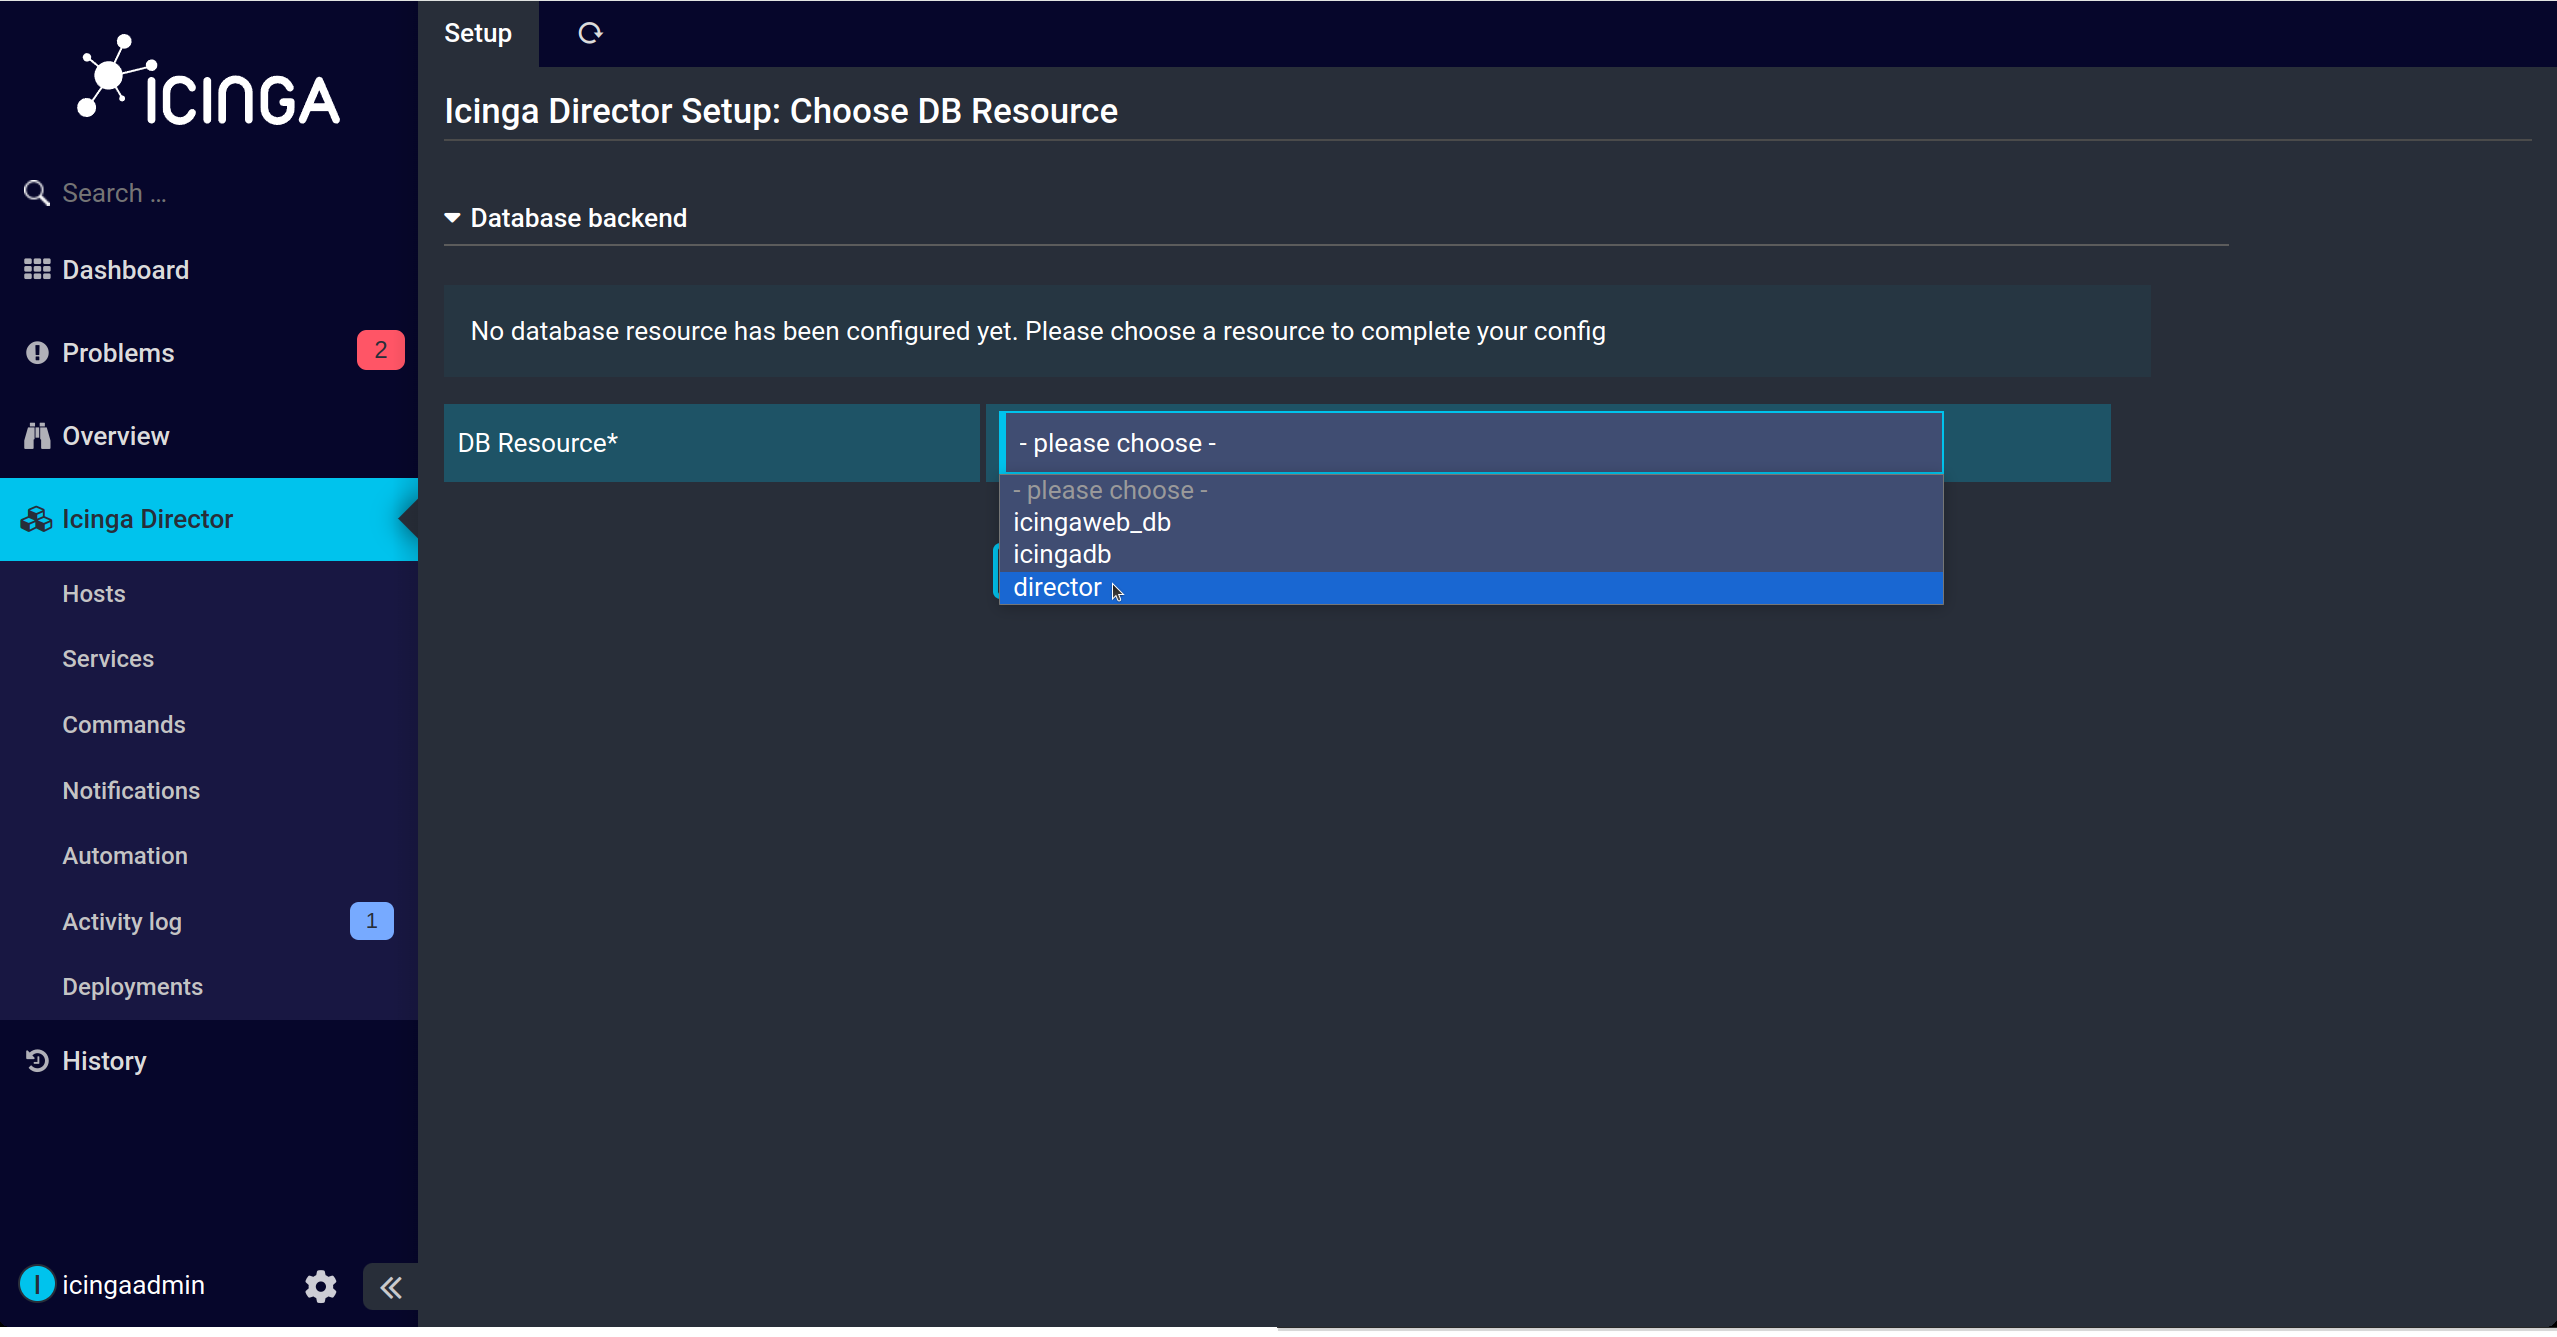 ICINGA
Search ...
Dashboard
Problems 2
Overview
Icinga Director
Hosts
Services
Commands
Notifications
Automation
Activity log 1
Deployments
History
I icingaadmin
Setup
Icinga Director Setup: Choose DB Resource
Database backend
No database resource has been configured yet. Please choose a resource to complete your config
DB Resource* - please choose -
- please choose -
icingaweb_db
icingadb
director